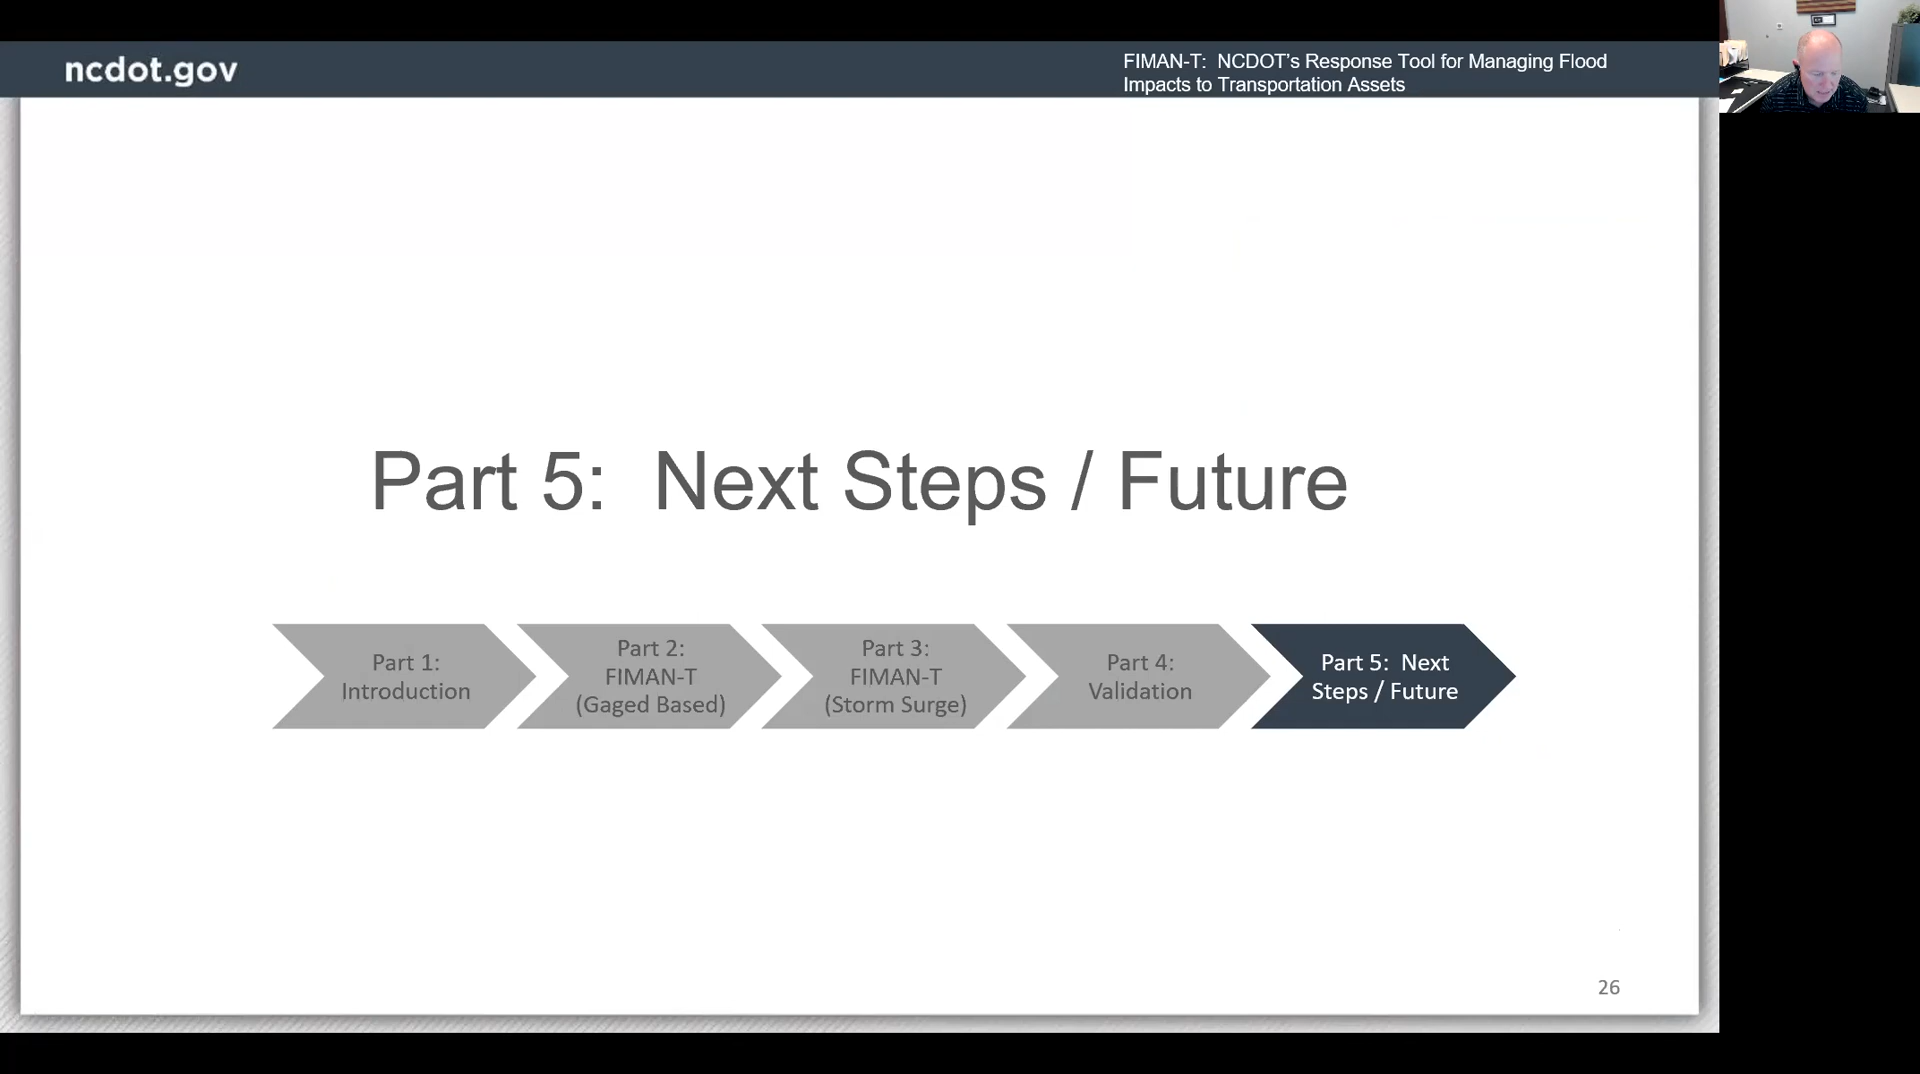 ncdot.gov
FIMAN-T: NCDOT's Response Tool for Managing Flood
Impacts to Transportation Assets
Part 5: Next Steps / Future
Part 1:
Introduction
Part 2:
FIMAN-T
(Gaged Based)
Part 3:
FIMAN-T
(Storm Surge)
Part 4:
Validation
Part 5: Next
Steps / Future
26